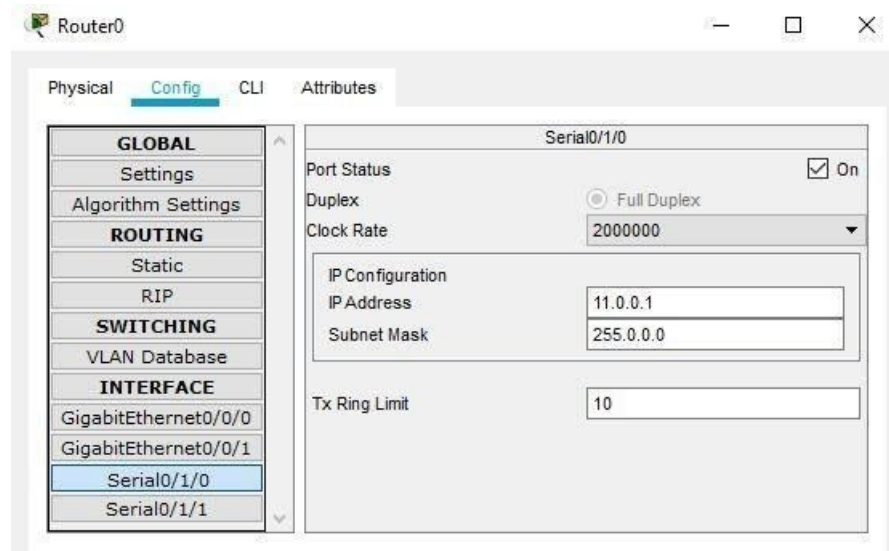 Router0
Physical Config CLI Attributes
GLOBAL
Settings
Algorithm Settings
ROUTING
Static
RIP
SWITCHING
VLAN Database
INTERFACE
GigabitEthernet0/0/0
GigabitEthernet0/0/1
Serial0/1/0
Serial0/1/1
Serial0/1/0
Port Status On
Duplex Full Duplex
Clock Rate 2000000
IP Configuration
IP Address 11.0.0.1
Subnet Mask 255.0.0.0
Tx Ring Limit 10